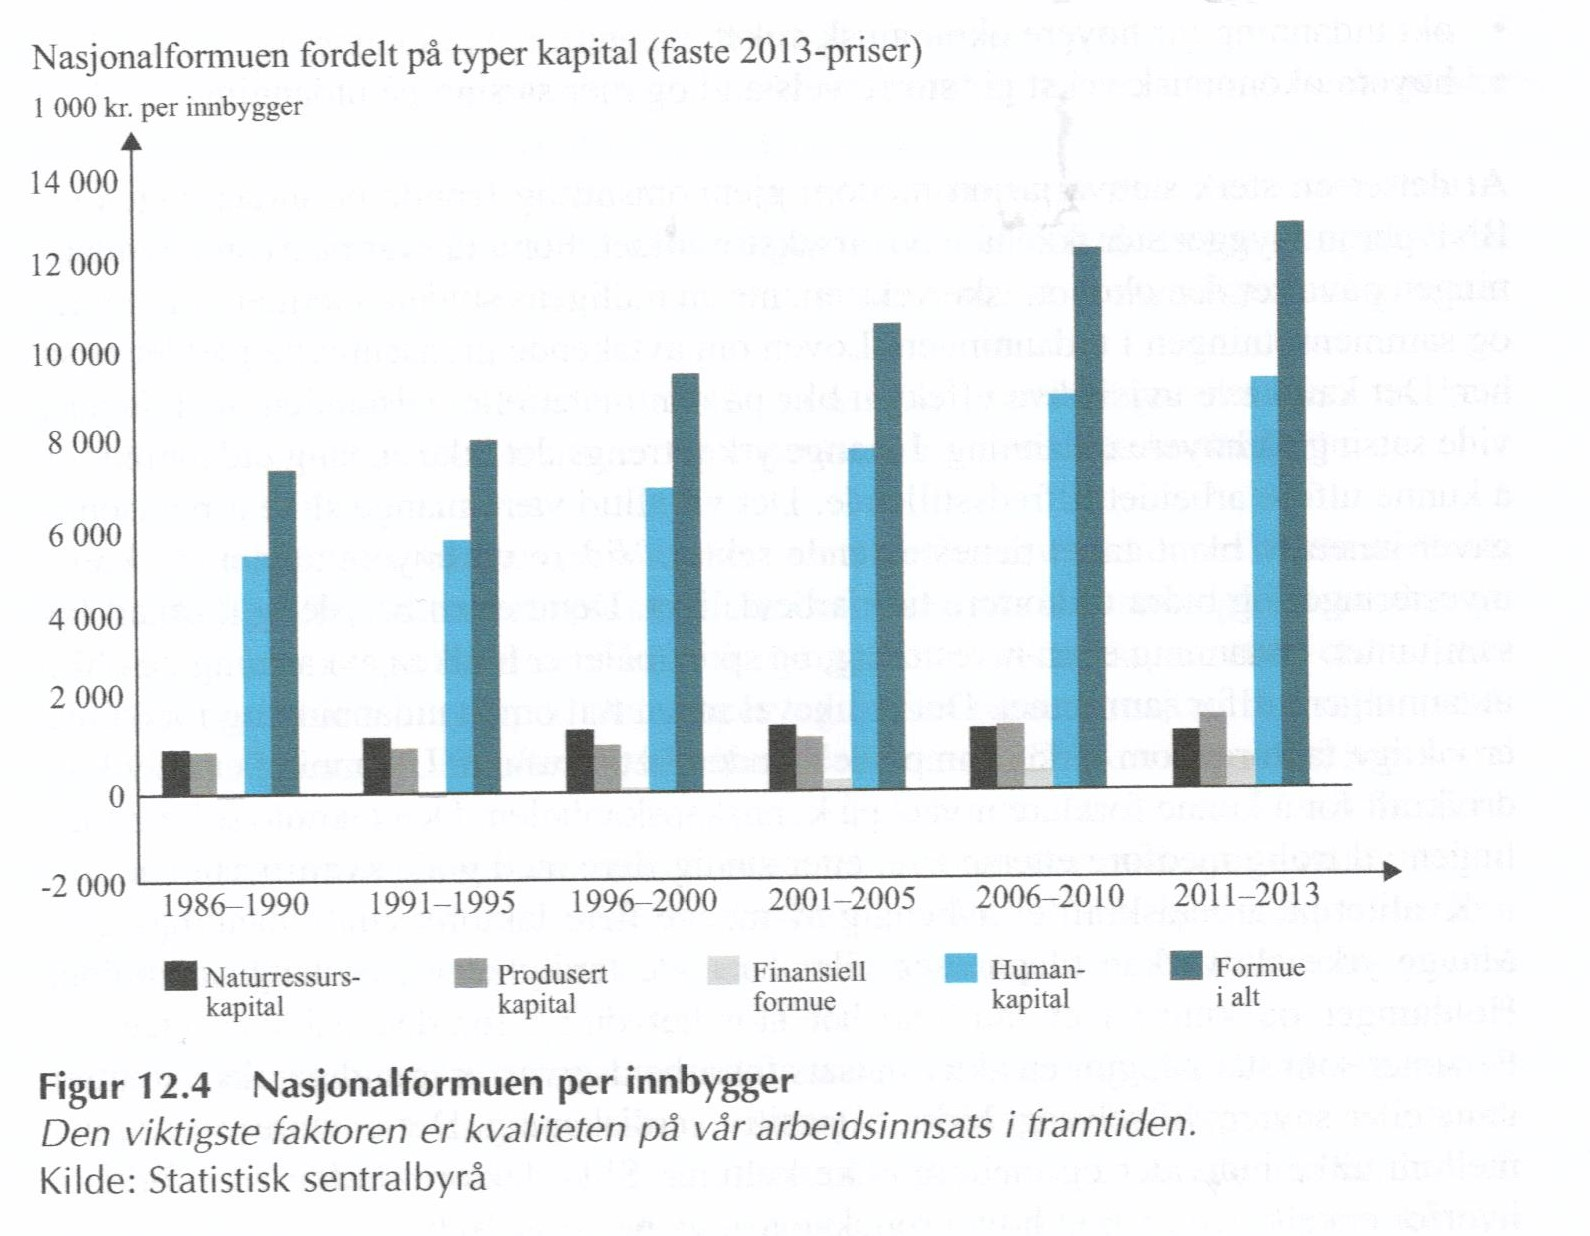 Nasjonalformuen fordelt på typer kapital (faste 2013-priser)
1 000 kr. per innbygger
14 000
12 000
10 000
8 000
6 000
4 000
2 000
0
-2 000
1986–1990
1991–1995
1996–2000
2001–2005
2006–2010
2011–2013
Naturressurs-
kapital
Produsert
kapital
Finansiell
formue
Human-
kapital
Formue
i alt
Figur 12.4 Nasjonalformuen per innbygger
Den viktigste faktoren er kvaliteten på vår arbeidsinnsats i framtiden.
Kilde: Statistisk sentralbyrå